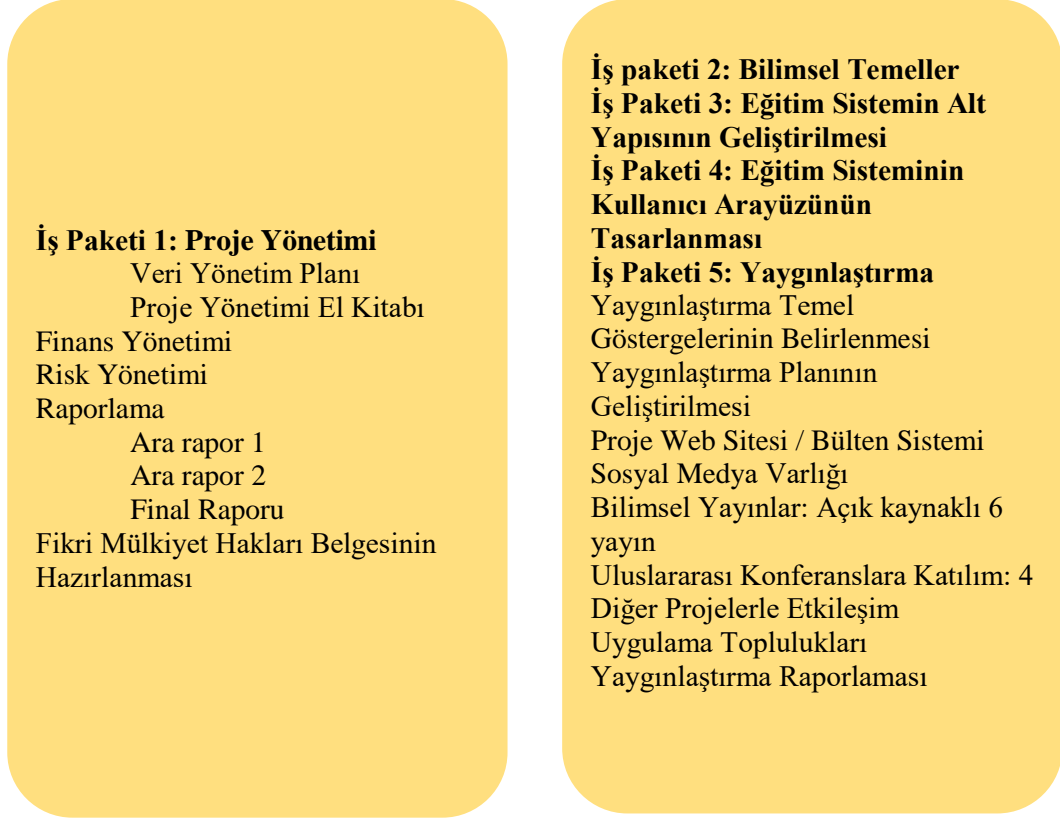 İş Paketi 1: Proje Yönetimi
Veri Yönetim Planı
Proje Yönetimi El Kitabı
Finans Yönetimi
Risk Yönetimi
Raporlama
Ara rapor 1
Ara rapor 2
Final Raporu
Fikri Mülkiyet Hakları Belgesinin
Hazırlanması
İş paketi 2: Bilimsel Temeller
İş Paketi 3: Eğitim Sistemin Alt
Yapısının Geliştirilmesi
İş Paketi 4: Eğitim Sisteminin
Kullanıcı Arayüzünün
Tasarlanması
İş Paketi 5: Yaygınlaştırma
Yaygınlaştırma Temel
Göstergelerinin Belirlenmesi
Yaygınlaştırma Planının
Geliştirilmesi
Proje Web Sitesi / Bülten Sistemi
Sosyal Medya Varlığı
Bilimsel Yayınlar: Açık kaynaklı 6
yayın
Uluslararası Konferanslara Katılım: 4
Diğer Projelerle Etkileşim
Uygulama Toplulukları
Yaygınlaştırma Raporlaması